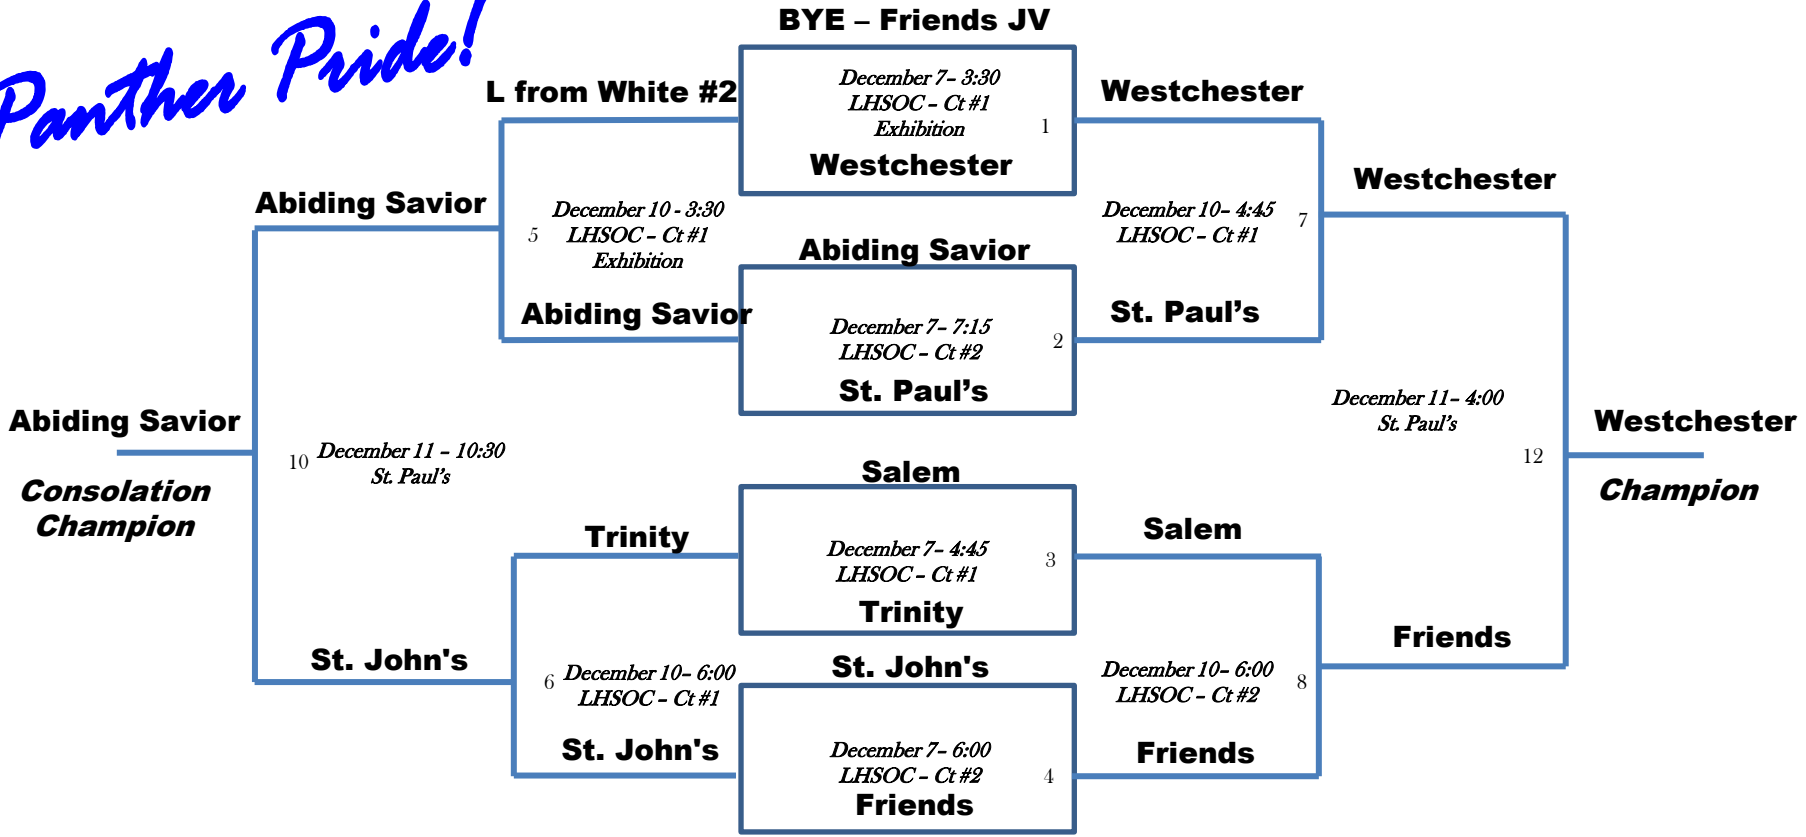 Panther Pride!
BYE – Friends JV
L from White #2
December 7– 3:30
LHSOC – Ct #1
Exhibition
1
Westchester
Westchester
Westchester
Abiding Savior
5
December 10 - 3:30
LHSOC – Ct #1
Exhibition
December 10– 4:45
LHSOC – Ct #1
7
Abiding Savior
Abiding Savior
December 7– 7:15
LHSOC – Ct #2
2
St. Paul’s
St. Paul’s
Abiding Savior
Consolation
Champion
10
December 11 – 10:30
St. Paul’s
December 11– 4:00
St. Paul’s
12
Westchester
Champion
Salem
Trinity
December 7– 4:45
LHSOC – Ct #1
3
Trinity
Salem
St. John's
6
December 10– 6:00
LHSOC – Ct #1
St. John's
December 10– 6:00
LHSOC – Ct #2
8
Friends
St. John's
December 7– 6:00
LHSOC – Ct #2
4
Friends
Friends